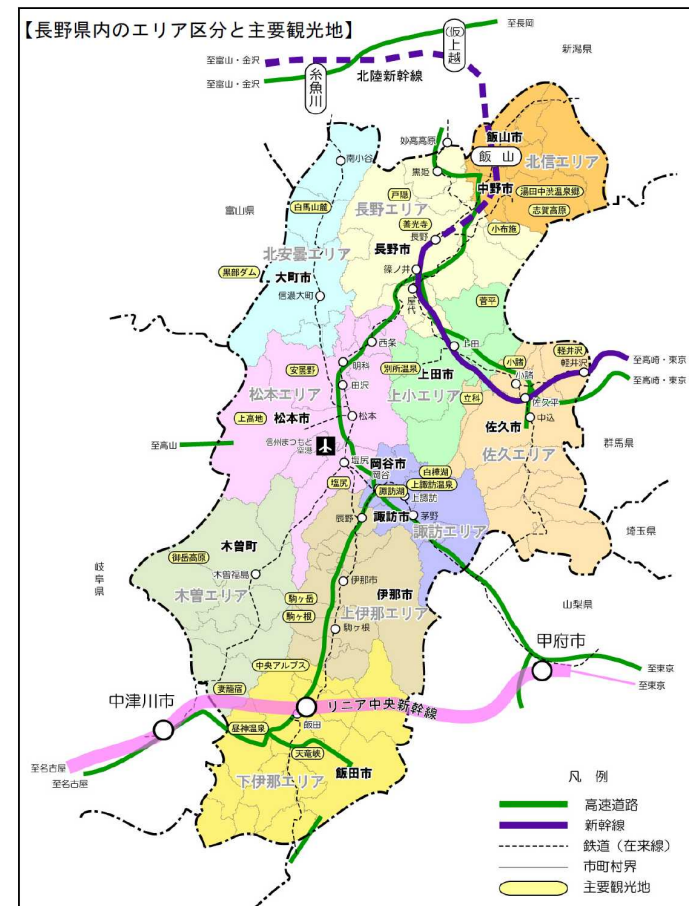 【長野県内のエリア区分と主要観光地】
至長岡
(仮)上越
新潟県
至富山・金沢
北陸新幹線
至富山・金沢
糸魚川
妙高高原
飯山市
飯山
北信エリア
南小谷
黒姫
中野市
湯田中渋温泉郷
戸隠
志賀高原
白馬山麓
長野エリア
富山県
善光寺
長野
小布施
北安曇エリア
長野市
黒部ダム
大町市
篠ノ井
信濃大町
屋代
菅平
西条
上田
軽井沢
安曇野
明科
別所温泉
小諸
軽井沢
至高崎・東京
松本エリア
田沢
上田市
小諸
至高崎・東京
上小エリア
立科
佐久平
上高地
松本市
松本
佐久市
中込
至高山
信州まつもと
空港
岡谷市
佐久エリア
群馬県
塩尻
岡谷
白樺湖
塩尻
諏訪湖
上諏訪温泉
上諏訪
辰野
諏訪市
茅野
諏訪エリア
埼玉県
木曽町
御岳高原
岐阜県
木曽福島
伊那市
伊那市
木曽エリア
駒ヶ岳
上伊那エリア
山梨県
駒ヶ根
駒ヶ根
甲府市
中央アルプス
至東京
至東京
中津川市
妻籠宿
リニア中央新幹線
飯田
昼神温泉
天竜峡
至名古屋
飯田市
至名古屋
下伊那エリア
凡例
高速道路
新幹線
鉄道(在来線)
市町村界
主要観光地